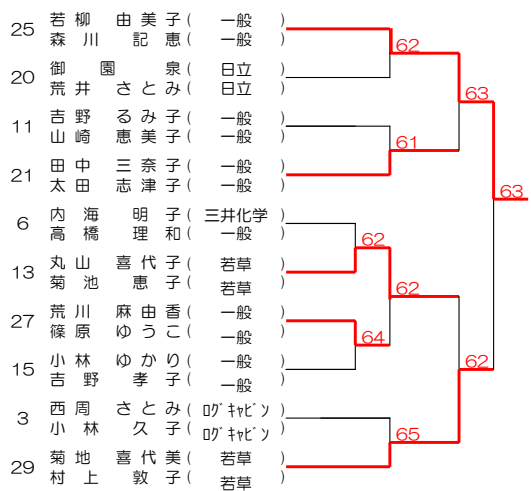 25 若柳 由美子 ( 一般 )
森川 記恵 ( 一般 )
62
20 御園 泉 ( 日立 )
荒井 さとみ ( 日立 )
63
11 吉野 るみ子 ( 一般 )
山崎 恵美子 ( 一般 )
61
21 田中 三奈子 ( 一般 )
太田 志津子 ( 一般 )
63
6 内海 明子 ( 三井化学 )
高橋 理和 ( 一般 )
62
13 丸山 喜代子 ( 若草 )
菊池 恵子 ( 若草 )
62
27 荒川 麻由香 ( 一般 )
篠原 ゆうこ ( 一般 )
64
15 小林 ゆかり ( 一般 )
吉野 孝子 ( 一般 )
62
3 西周 さとみ ( ログキャビン )
小林 久子 ( ログキャビン )
65
29 菊地 喜代美 ( 若草 )
村上 敦子 ( 若草 )